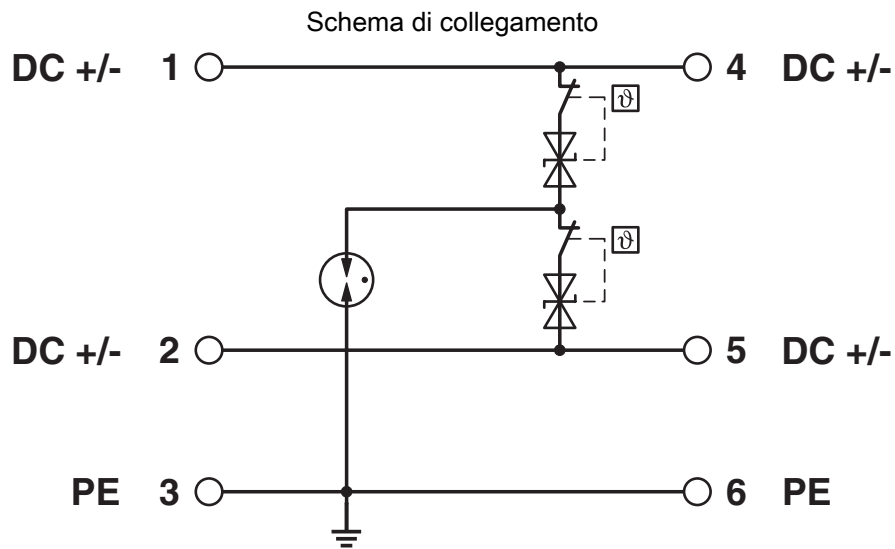 Schema di collegamento
DC +/- 1 4 DC +/-
ϑ
ϑ
DC +/- 2 5 DC +/-
PE 3 6 PE